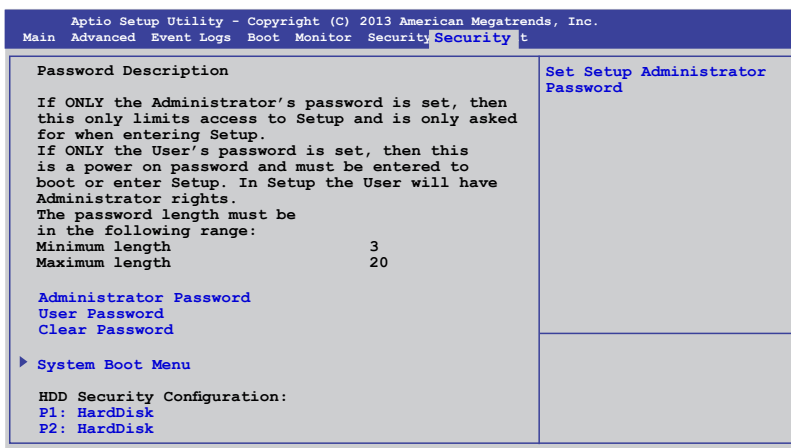 Aptio Setup Utility - Copyright (C) 2013 American Megatrends, Inc.
Main Advanced Event Logs Boot Monitor Security Security t
Password Description
If ONLY the Administrator's password is set, then
this only limits access to Setup and is only asked
for when entering Setup.
If ONLY the User's password is set, then this
is a power on password and must be entered to
boot or enter Setup. In Setup the User will have
Administrator rights.
The password length must be
in the following range:
Minimum length 3
Maximum length 20
Administrator Password
User Password
Clear Password
System Boot Menu
HDD Security Configuration:
P1: HardDisk
P2: HardDisk
Set Setup Administrator
Password